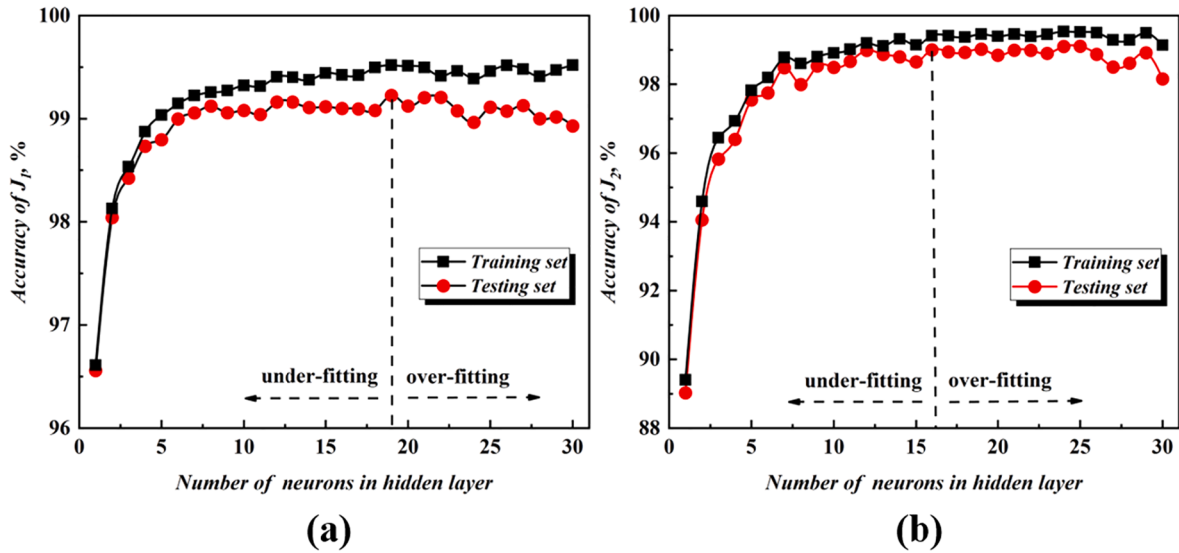 100
99
98
97
96
Accuracy of J1, %
Training set
Testing set
under-fitting
over-fitting
0
5
10
15
20
25
30
Number of neurons in hidden layer
(a)
100
98
96
94
92
90
88
Accuracy of J2, %
Training set
Testing set
under-fitting
over-fitting
0
5
10
15
20
25
30
Number of neurons in hidden layer
(b)